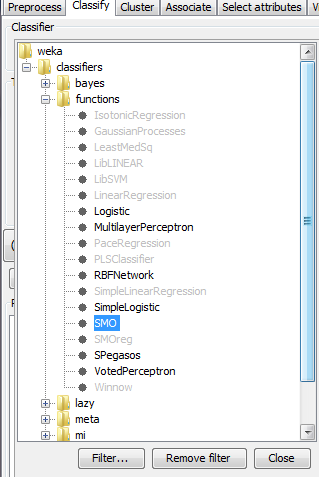 Preprocess Classify Cluster Associate Select attributes
Classifier
weka
classifiers
bayes
functions
IsotonicRegression
GaussianProcesses
LeastMedSq
LibLINEAR
LibSVM
LinearRegression
Logistic
MultilayerPerceptron
PaceRegression
PLSClassifier
RBFNetwork
SimpleLinearRegression
SimpleLogistic
SMO
SMOreg
SPegasos
VotedPerceptron
Winnow
lazy
meta
mi
Filter... Remove filter Close